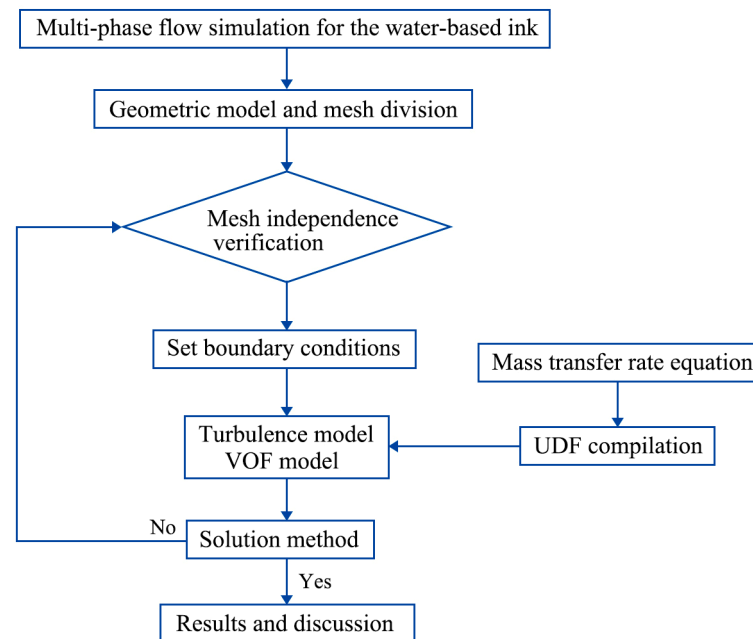 Multi-phase flow simulation for the water-based ink
Geometric model and mesh division
Mesh independence
verification
Set boundary conditions
Mass transfer rate equation
Turbulence model
VOF model
UDF compilation
No
Solution method
Yes
Results and discussion